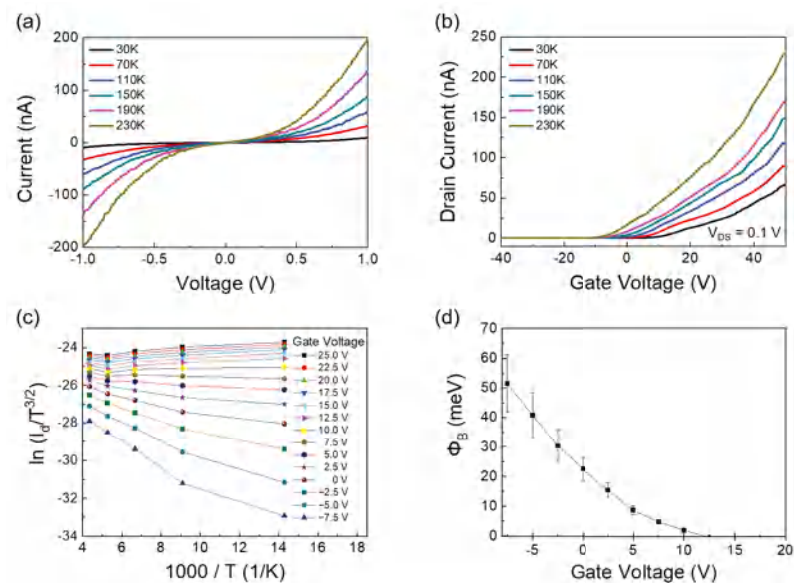 (a)
200
100
0
-100
-200
Current (nA)
30K
70K
110K
150K
190K
230K
-1.0 -0.5 0.0 0.5 1.0
Voltage (V)
(b)
250
200
150
100
50
0
Drain Current (nA)
30K
70K
110K
150K
190K
230K
V_DS = 0.1 V
-40 -20 0 20 40
Gate Voltage (V)
(c)
-24
-26
-28
-30
-32
-34
ln (I_d/T^3/2)
Gate Voltage
25.0 V
22.5 V
20.0 V
17.5 V
15.0 V
12.5 V
10.0 V
7.5 V
5.0 V
2.5 V
0 V
−2.5 V
−5.0 V
−7.5 V
4 6 8 10 12 14 16 18
1000 / T (1/K)
(d)
60
50
40
30
20
10
0
Φ_B (meV)
-5 0 5 10 15 20
Gate Voltage (V)